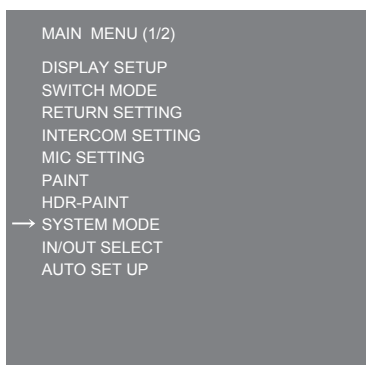 MAIN MENU (1/2)
DISPLAY SETUP
SWITCH MODE
RETURN SETTING
INTERCOM SETTING
MIC SETTING
PAINT
HDR-PAINT
→ SYSTEM MODE
IN/OUT SELECT
AUTO SET UP